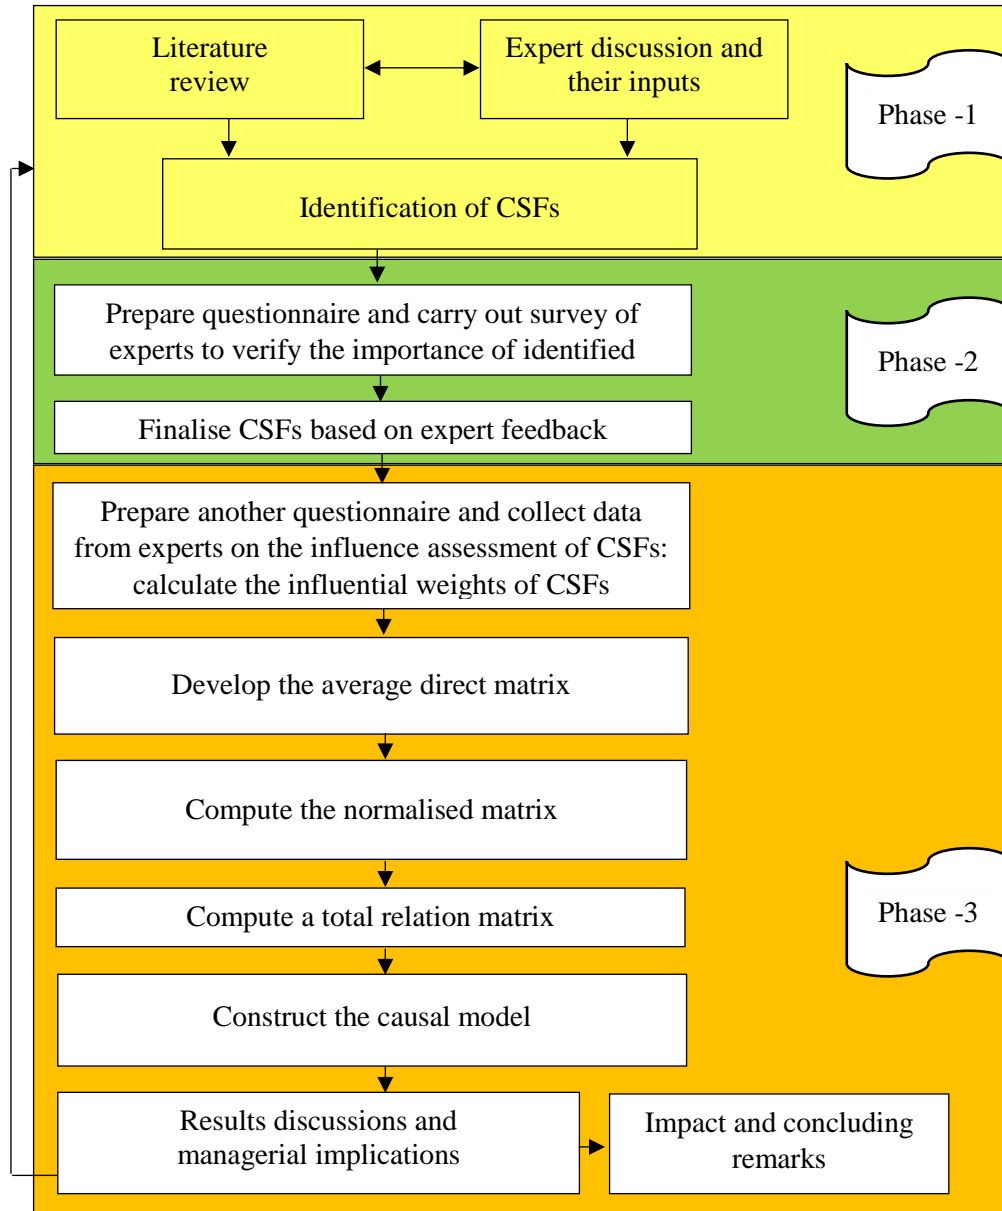 Literature
review
Expert discussion and
their inputs
Phase -1
Identification of CSFs
Prepare questionnaire and carry out survey of
experts to verify the importance of identified
Phase -2
Finalise CSFs based on expert feedback
Prepare another questionnaire and collect data
from experts on the influence assessment of CSFs:
calculate the influential weights of CSFs
Develop the average direct matrix
Compute the normalised matrix
Compute a total relation matrix
Phase -3
Construct the causal model
Results discussions and
managerial implications
Impact and concluding
remarks